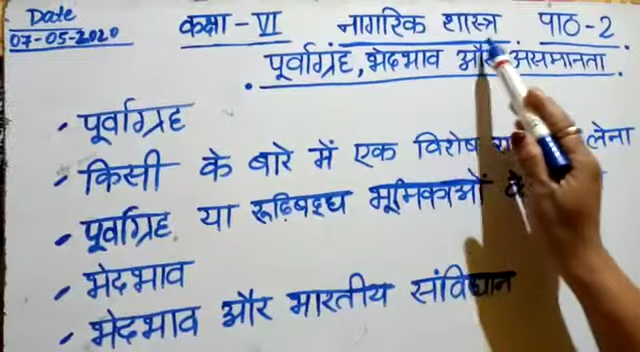 Date
07-05-2020
कक्षा - VI नागरिक शास्त्र पाठ-2
पूर्वाग्रह, भेदभाव और असमानता
• पूर्वाग्रह
• किसी के बारे में एक विशेष लेना
• पूर्वाग्रह या रूढ़िबद्ध भूमिकाओं
• भेदभाव
• भेदभाव और भारतीय संविधान